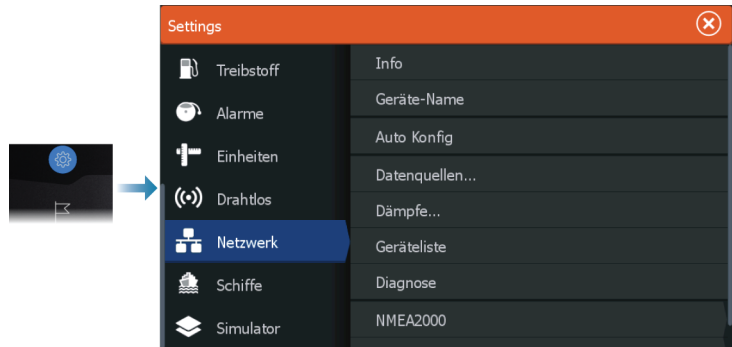 Settings
Treibstoff
Alarme
Einheiten
Drahtlos
Netzwerk
Schiffe
Simulator
Info
Geräte-Name
Auto Konfig
Datenquellen...
Dämpfe...
Geräteliste
Diagnose
NMEA2000